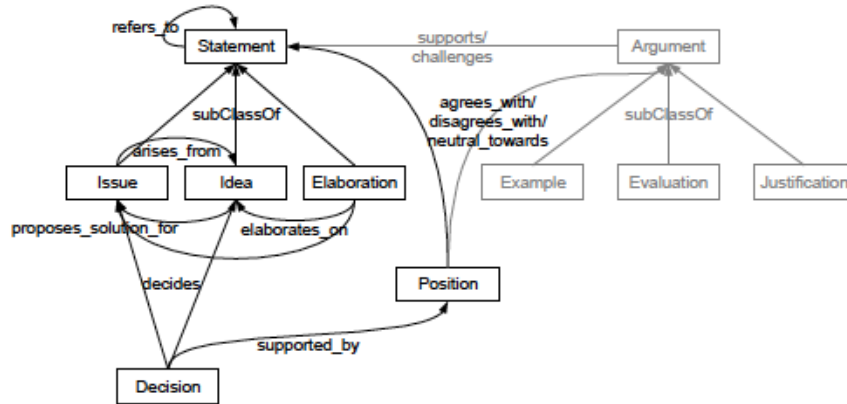 refers_to
Statement
supports/
challenges
Argument
subClassOf
agrees_with/
disagrees_with/
neutral_towards
subClassOf
arises_from
Issue
Idea
Elaboration
Example
Evaluation
Justification
proposes_solution_for
elaborates_on
decides
Position
supported_by
Decision